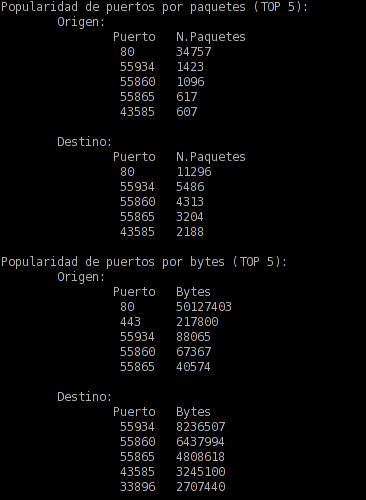 Popularidad de puertos por paquetes (TOP 5):
Origen:
Puerto N.Paquetes
80 34757
55934 1423
55860 1096
55865 617
43585 607
Destino:
Puerto N.Paquetes
80 11296
55934 5486
55860 4313
55865 3204
43585 2188
Popularidad de puertos por bytes (TOP 5):
Origen:
Puerto Bytes
80 50127403
443 217800
55934 88065
55860 67367
55865 40574
Destino:
Puerto Bytes
55934 8236507
55860 6437994
55865 4808618
43585 3245100
33896 2707440